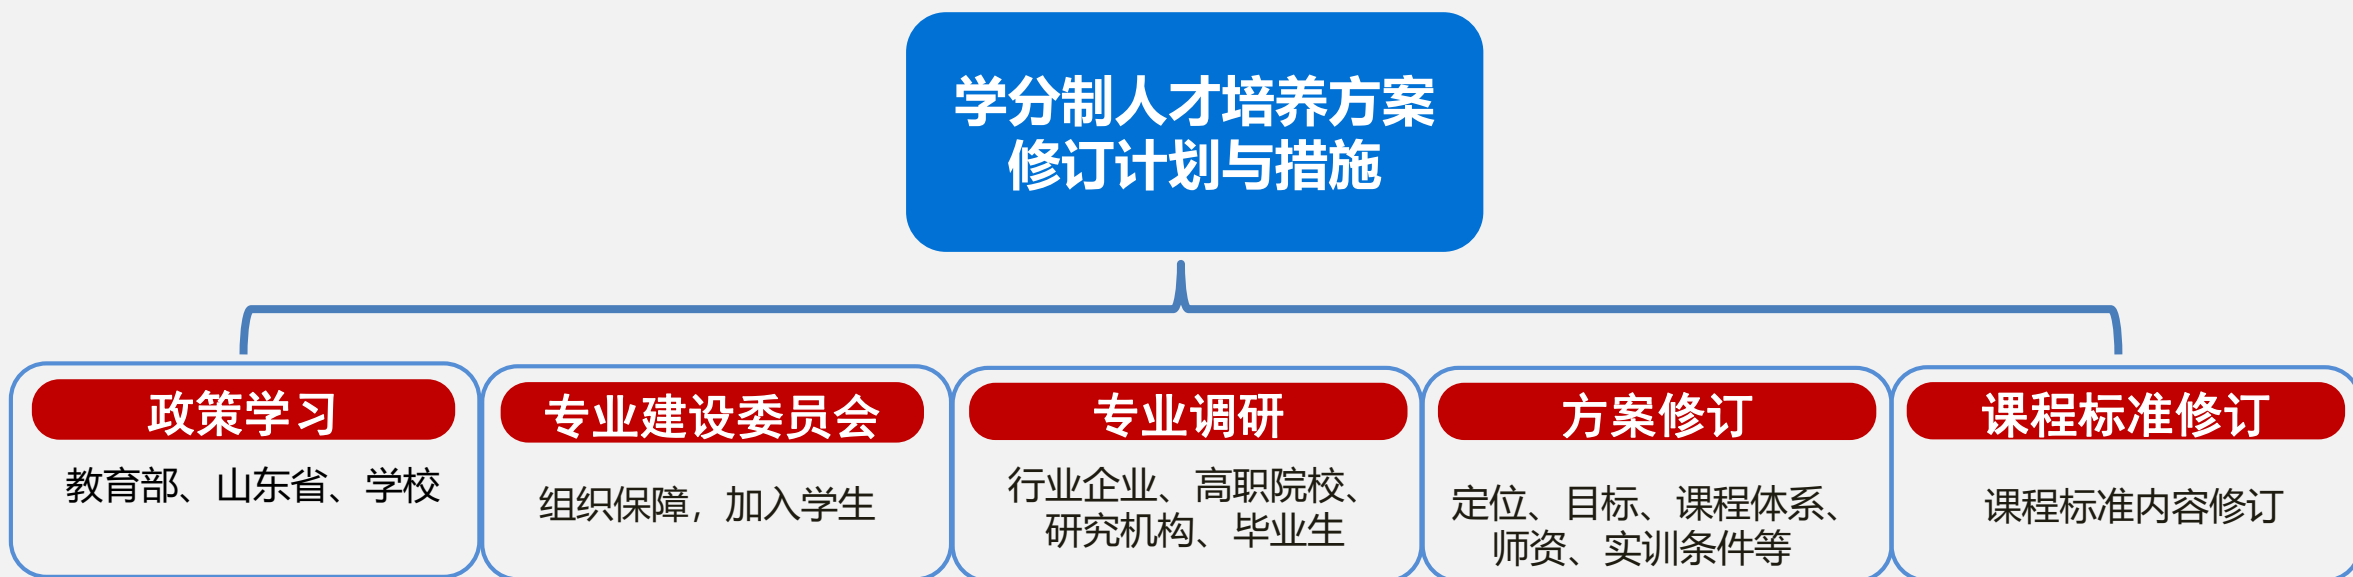 学分制人才培养方案
修订计划与措施
政策学习
教育部、山东省、学校
专业建设委员会
组织保障，加入学生
专业调研
行业企业、高职院校、
研究机构、毕业生
方案修订
定位、目标、课程体系、
师资、实训条件等
课程标准修订
课程标准内容修订